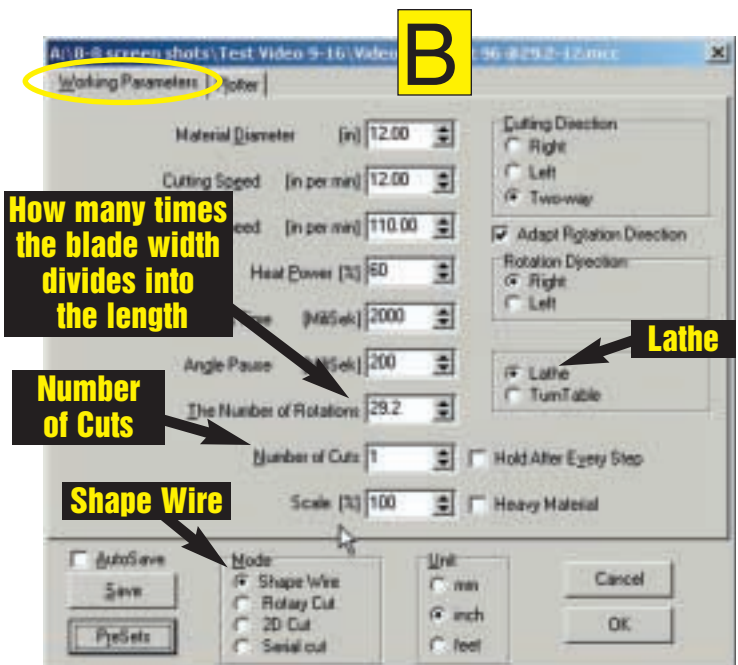 B
A:\8-8 screen shots\Test Video 9-16\Video 96-@29.2-12.mcc
Working Parameters Plotter
Material Diameter [in] 12.00
Cutting Speed [in per min] 12.00
eed [in per min] 110.00
Heat Power [%] 60
[MiliSek] 2000
Angle Pause [MiliSek] 200
The Number of Rotations 29.2
Number of Cuts 1
Scale [%] 100
Cutting Direction
Right
Left
Two-way
Adapt Rotation Direction
Rotation Direction
Right
Left
Lathe
TurnTable
Hold After Every Step
Heavy Material
How many times
the blade width
divides into
the length
Lathe
Number
of Cuts
Shape Wire
AutoSave
Save
PreSets
Mode
Shape Wire
Rotary Cut
2D Cut
Serial cut
Unit
mm
inch
feet
Cancel
OK